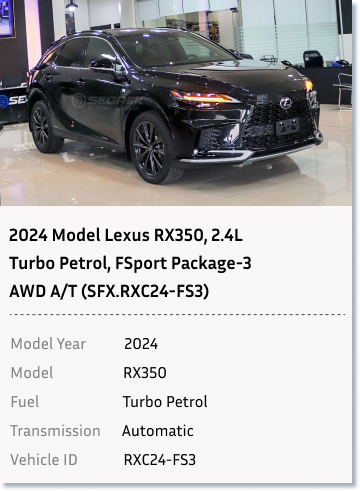 2024 Model Lexus RX350, 2.4L
Turbo Petrol, FSport Package-3
AWD A/T (SFX.RXC24-FS3)
Model Year 2024
Model RX350
Fuel Turbo Petrol
Transmission Automatic
Vehicle ID RXC24-FS3